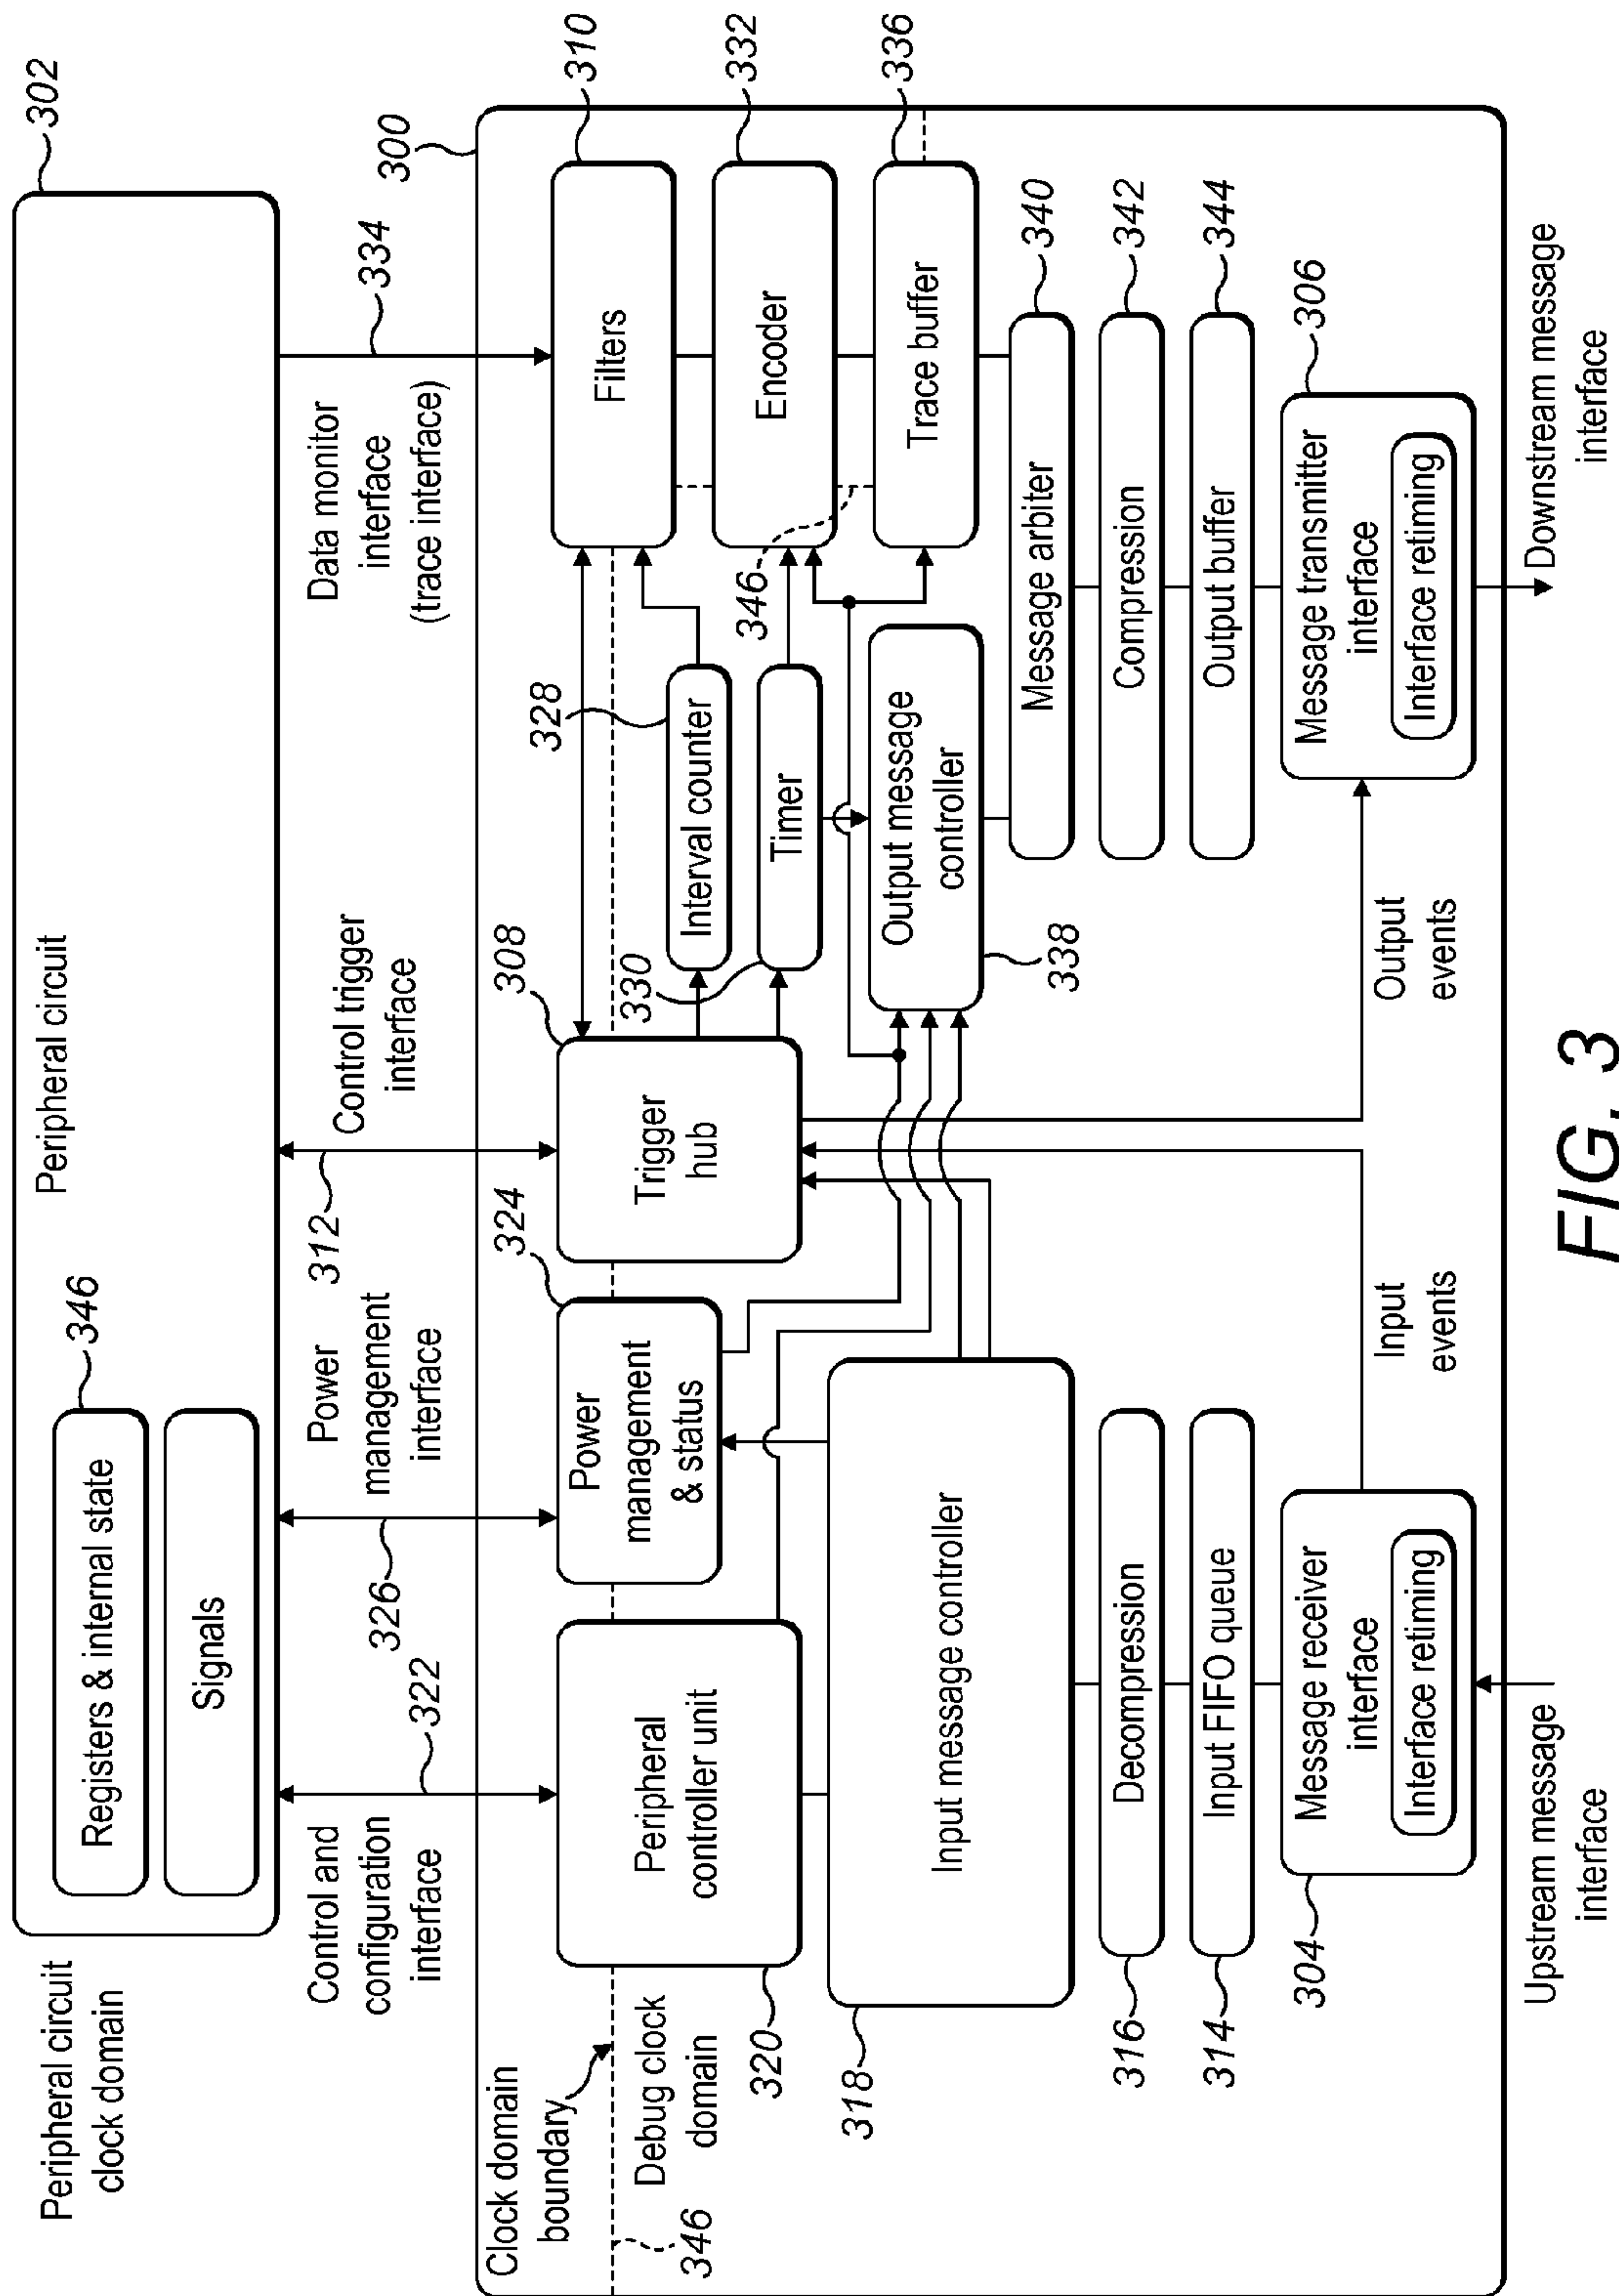 Peripheral circuit
clock domain
Peripheral circuit
302
Registers & internal state
346
Signals
Control and
configuration
interface
322
Power
management
interface
326
Control trigger
interface
312
Data monitor
interface
(trace interface)
334
300
Clock domain
boundary
346
Debug clock
domain
Peripheral
controller unit
320
Power
management
& status
324
Trigger
hub
308
328
Interval counter
330
Timer
Filters
310
Encoder
332
346
Trace buffer
336
Input message controller
318
Output message
controller
338
Message arbiter
340
Decompression
316
Compression
342
Input FIFO queue
314
Output buffer
344
Message receiver
interface
Interface retiming
304
Input
events
Output
events
Message transmitter
interface
Interface retiming
306
Upstream message
interface
Downstream message
interface
FIG. 3